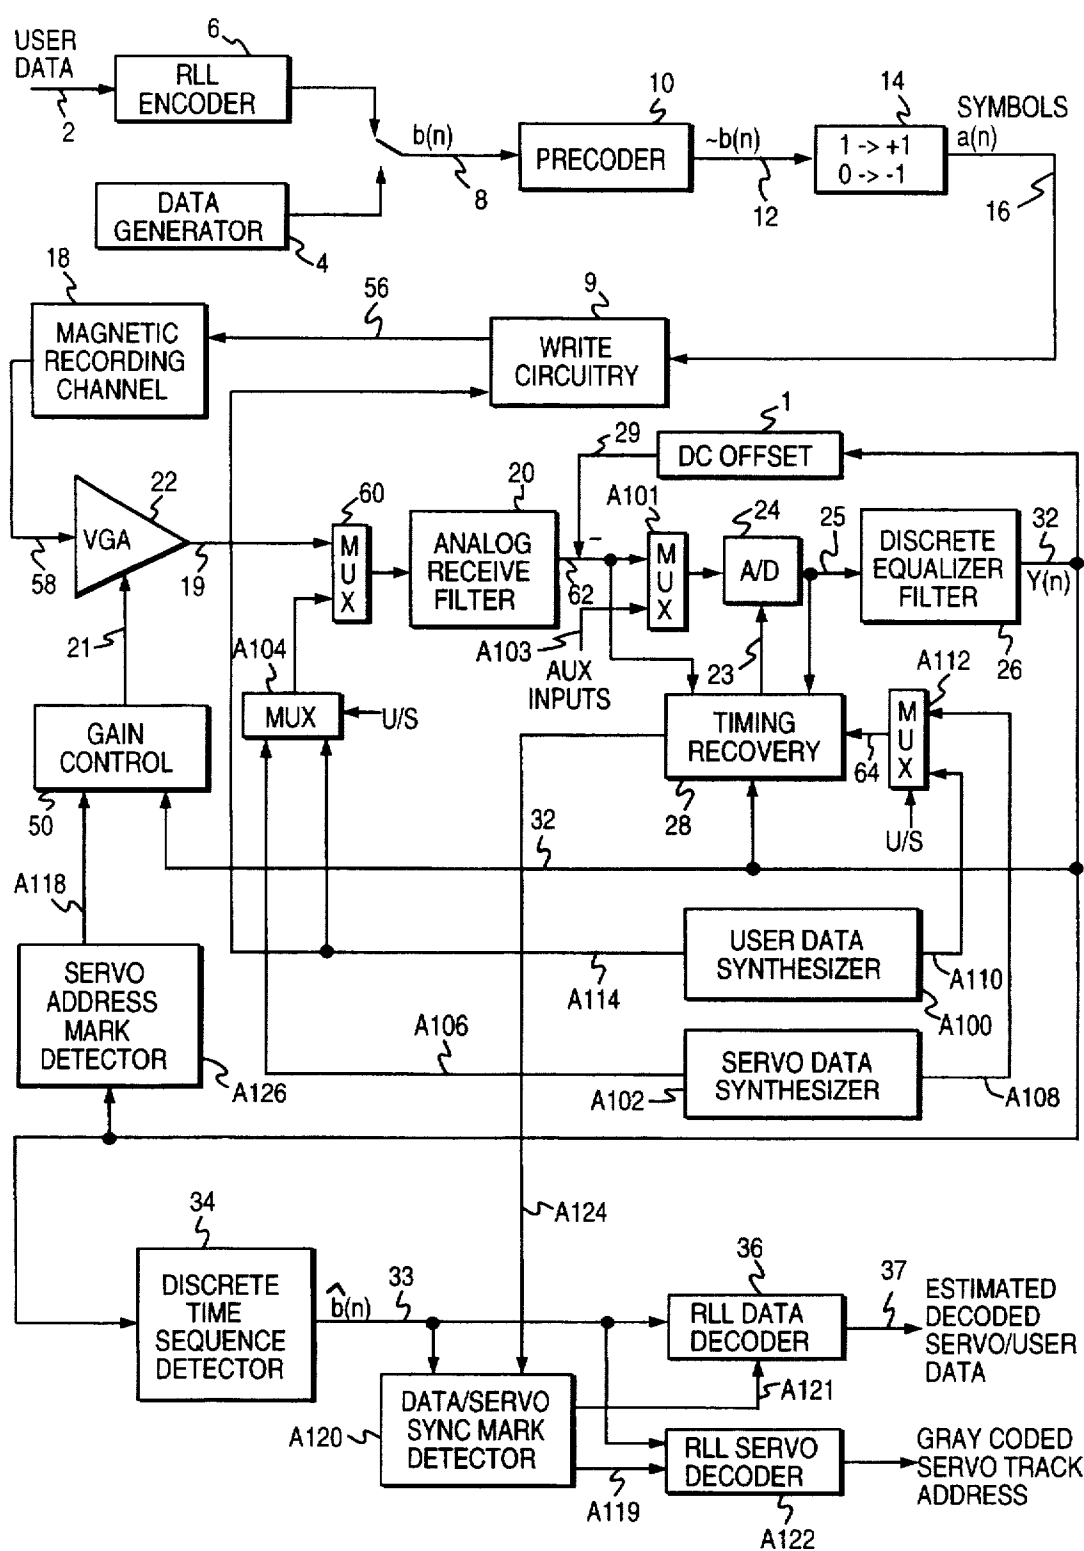 USER
DATA
2
6
RLL
ENCODER
DATA
GENERATOR
4
b(n)
8
10
PRECODER
~b(n)
12
14
1 -> +1
0 -> -1
SYMBOLS
a(n)
16
18
MAGNETIC
RECORDING
CHANNEL
56
9
WRITE
CIRCUITRY
1
DC OFFSET
29
22
VGA
58
19
21
60
MUX
20
ANALOG
RECEIVE
FILTER
–
62
A101
MUX
A103
AUX
INPUTS
24
A/D
23
25
DISCRETE
EQUALIZER
FILTER
26
32
Y(n)
A104
MUX
U/S
GAIN
CONTROL
50
TIMING
RECOVERY
28
64
A112
MUX
U/S
32
A118
USER DATA
SYNTHESIZER
A100
A110
A114
SERVO
ADDRESS
MARK
DETECTOR
A126
A106
SERVO DATA
SYNTHESIZER
A102
A108
A124
34
DISCRETE
TIME
SEQUENCE
DETECTOR
b̂(n)
33
36
RLL DATA
DECODER
37
ESTIMATED
DECODED
SERVO/USER
DATA
A120
DATA/SERVO
SYNC MARK
DETECTOR
A121
A119
RLL SERVO
DECODER
A122
GRAY CODED
SERVO TRACK
ADDRESS